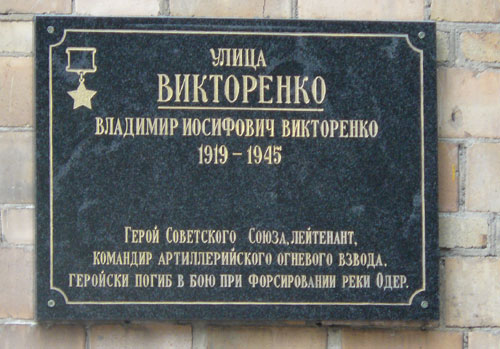 УЛИЦА
ВИКТОРЕНКО
ВЛАДИМИР ИОСИФОВИЧ ВИКТОРЕНКО
1919 – 1945
ГЕРОЙ СОВЕТСКОГО СОЮЗА, ЛЕЙТЕНАНТ,
КОМАНДИР АРТИЛЛЕРИЙСКОГО ОГНЕВОГО ВЗВОДА.
ГЕРОЙСКИ ПОГИБ В БОЮ ПРИ ФОРСИРОВАНИИ РЕКИ ОДЕР.